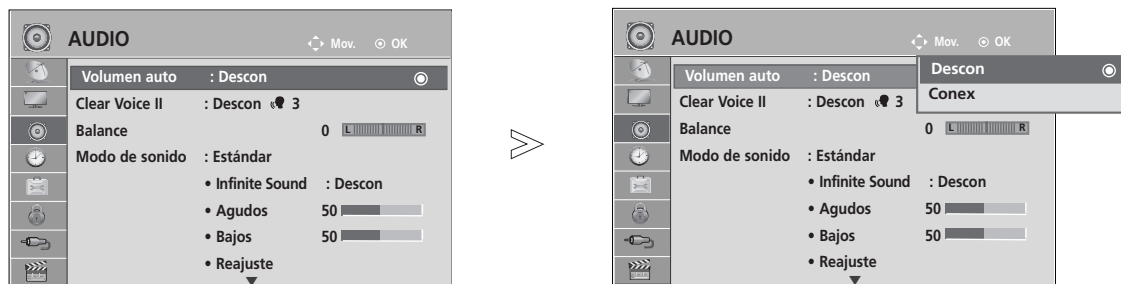 AUDIO Mov. OK
Volumen auto : Descon
Clear Voice II : Descon 3
Balance 0 L R
Modo de sonido : Estándar
• Infinite Sound : Descon
• Agudos 50
• Bajos 50
• Reajuste
>
AUDIO Mov. OK
Volumen auto : Descon
Clear Voice II : Descon 3
Balance 0 L R
Modo de sonido : Estándar
• Infinite Sound : Descon
• Agudos 50
• Bajos 50
• Reajuste
Descon
Conex